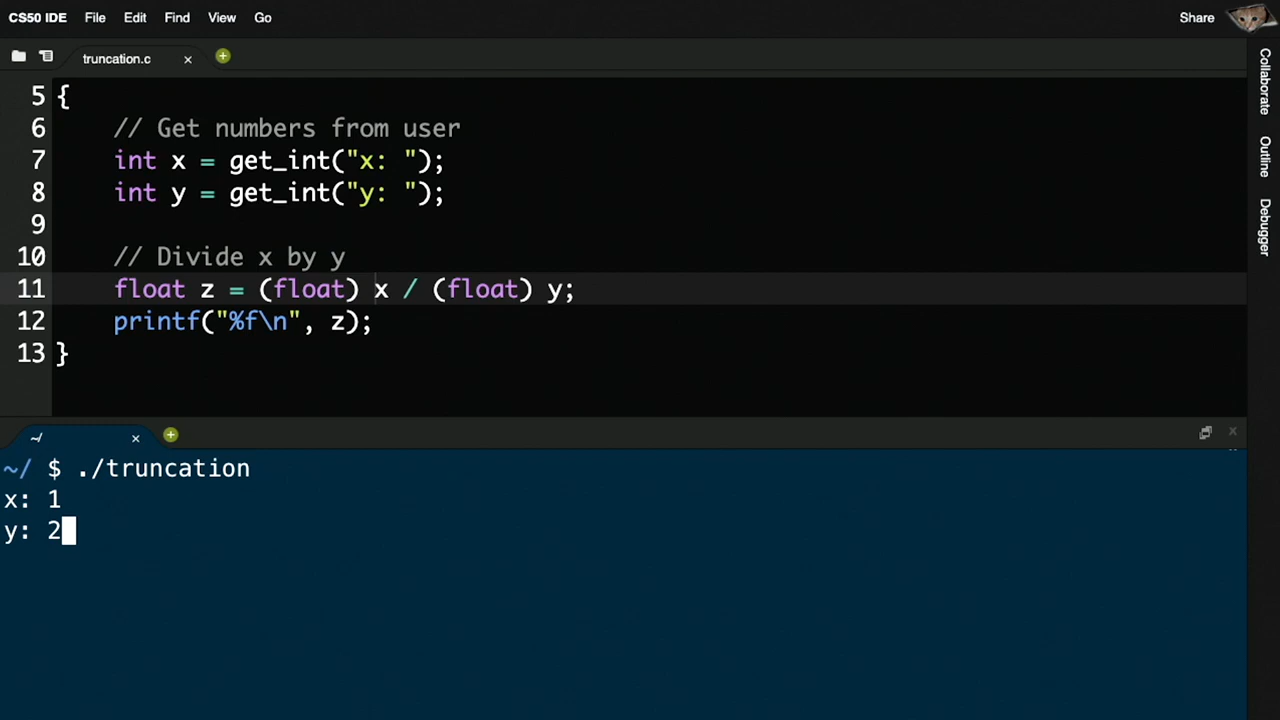 CS50 IDE File Edit Find View Go Share
truncation.c
5 {
6 // Get numbers from user
7 int x = get_int("x: ");
8 int y = get_int("y: ");
9
10 // Divide x by y
11 float z = (float) x / (float) y;
12 printf("%f\n", z);
13 }
Collaborate
Outline
Debugger
~/
~/ $ ./truncation
x: 1
y: 2